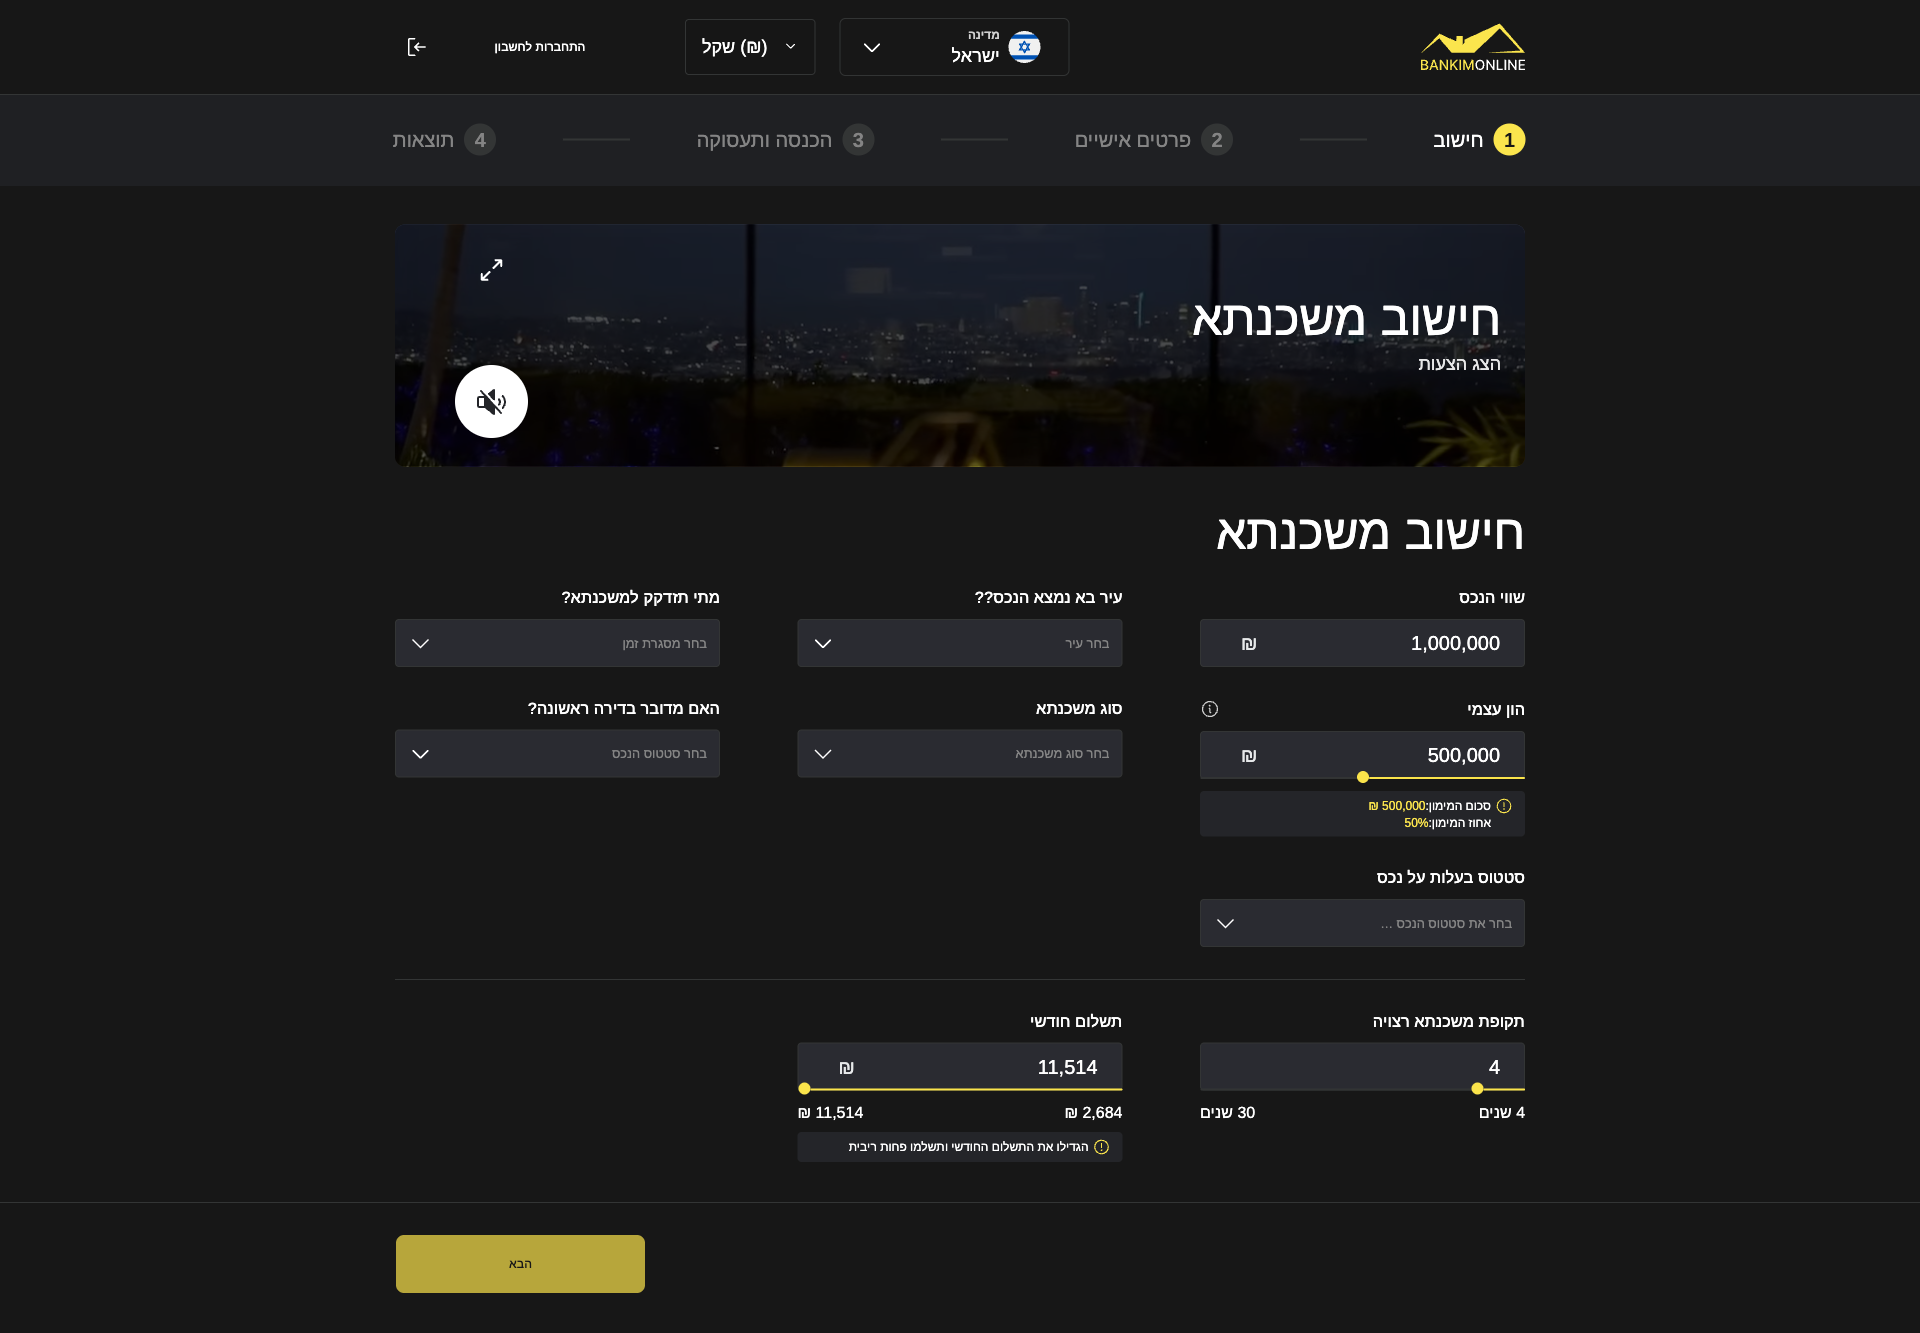 BANKIMONLINE
מדינה
ישראל
(₪) שקל
התחברות לחשבון
1 חישוב
2 פרטים אישיים
3 הכנסה ותעסוקה
4 תוצאות
חישוב משכנתא
הצג הצעות
חישוב משכנתא
שווי הנכס
1,000,000 ₪
עיר בא נמצא הנכס??
בחר עיר
מתי תזדקק למשכנתא?
בחר מסגרת זמן
הון עצמי
500,000 ₪
סכום המימון:500,000 ₪
אחוז המימון:50%
סוג משכנתא
בחר סוג משכנתא
האם מדובר בדירה ראשונה?
בחר סטטוס הנכס
סטטוס בעלות על נכס
בחר את סטטוס הנכס ...
תקופת משכנתא רצויה
4
4 שנים
30 שנים
תשלום חודשי
11,514 ₪
2,684 ₪
11,514 ₪
הגדילו את התשלום החודשי ותשלמו פחות ריבית
הבא